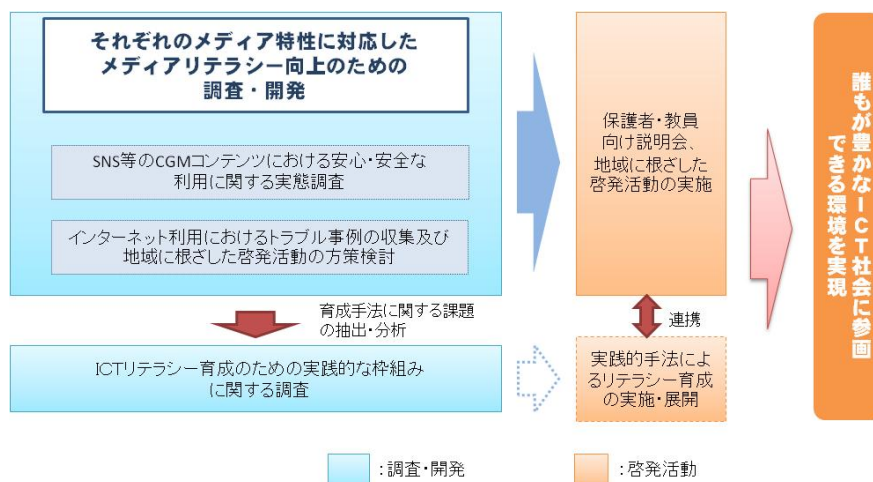 それぞれのメディア特性に対応した
メディアリテラシー向上のための
調査・開発
SNS等のCGMコンテンツにおける安心・安全な
利用に関する実態調査
インターネット利用におけるトラブル事例の収集及び
地域に根ざした啓発活動の方策検討
育成手法に関する課題
の抽出・分析
ICTリテラシー育成のための実践的な枠組み
に関する調査
保護者・教員
向け説明会、
地域に根ざした
啓発活動の実施
連携
実践的手法によ
るリテラシー育成
の実施・展開
誰もが豊かなICT社会に参画
できる環境を実現
:調査・開発
:啓発活動